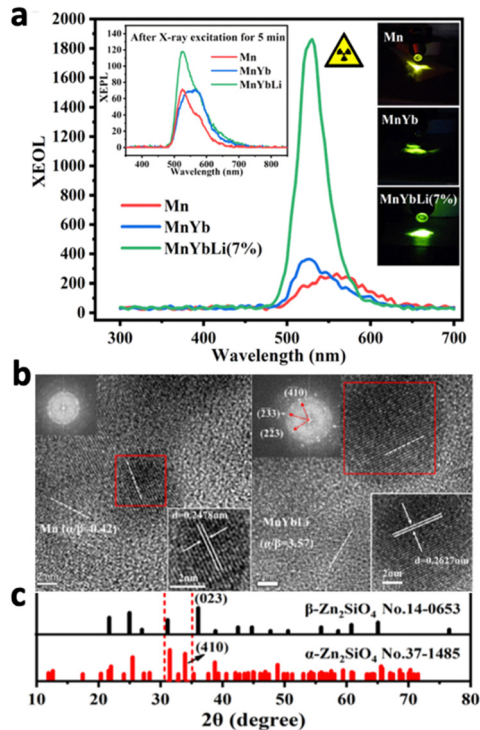 a
2000
1800
1600
1400
1200
1000
800
600
400
200
0
XEOL
After X-ray excitation for 5 min
Mn
MnYb
MnYbLi
XEPL
120
100
80
60
40
20
0
400 500 600 700 800
Wavelength (nm)
Mn
MnYb
MnYbLi(7%)
Mn
MnYb
MnYbLi(7%)
300 400 500 600 700
Wavelength (nm)
b
Mn (α/β=0.42)
d=0.2478nm
2nm
(410)
(233)
(223)
MnYbLi
(α/β=3.57)
d=0.2627nm
2nm
c
(023)
β-Zn2SiO4 No.14-0653
(410)
α-Zn2SiO4 No.37-1485
10 20 30 40 50 60 70 80
2θ (degree)